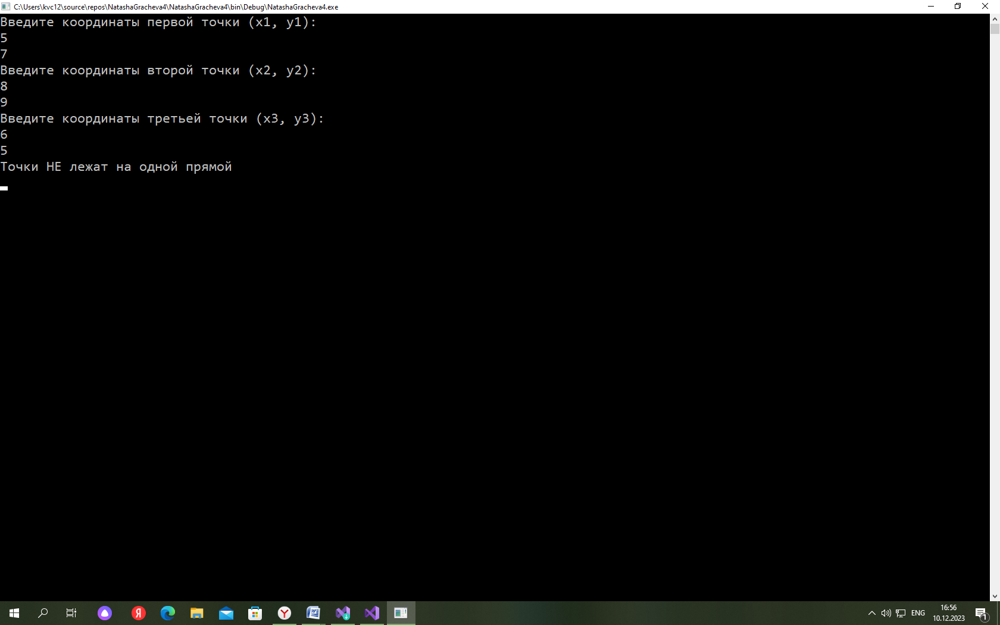 C:\Users\kvc12\source\repos\NatashaGracheva4\NatashaGracheva4\bin\Debug\NatashaGracheva4.exe
Введите координаты первой точки (x1, y1):
5
7
Введите координаты второй точки (x2, y2):
8
9
Введите координаты третьей точки (x3, y3):
6
5
Точки НЕ лежат на одной прямой
Я
Y
W
ENG
16:56
10.12.2023
1